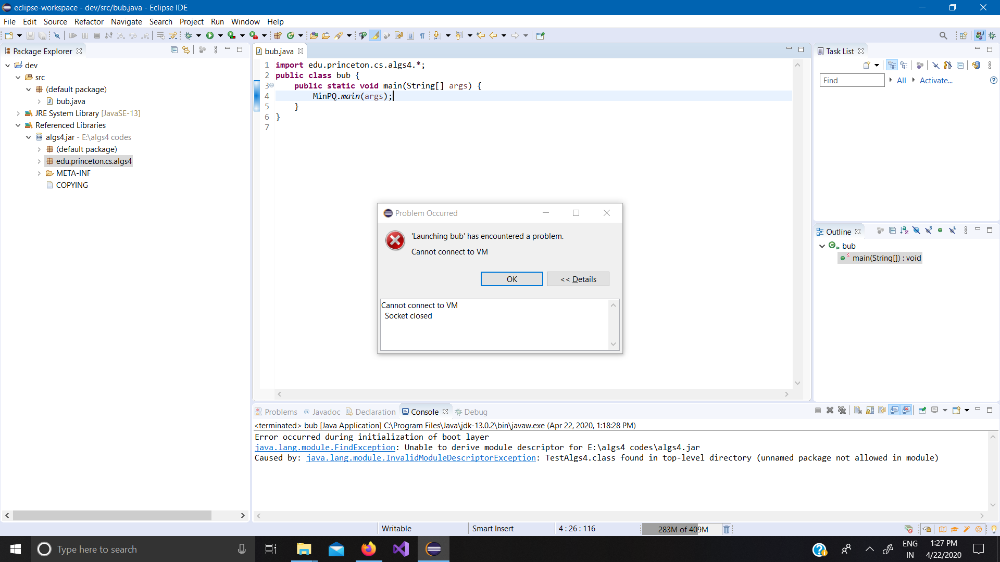 eclipse-workspace - dev/src/bub.java - Eclipse IDE
File Edit Source Refactor Navigate Search Project Run Window Help
Package Explorer
dev
src
(default package)
bub.java
JRE System Library [JavaSE-13]
Referenced Libraries
algs4.jar - E:\algs4 codes
(default package)
edu.princeton.cs.algs4
META-INF
COPYING
bub.java
1 import edu.princeton.cs.algs4.*;
2 public class bub {
3 public static void main(String[] args) {
4 MinPQ.main(args);
5 }
6 }
7
Task List
Find All Activate...
Outline
bub
main(String[]) : void
Problem Occurred
'Launching bub' has encountered a problem.
Cannot connect to VM
OK << Details
Cannot connect to VM
Socket closed
Problems @ Javadoc Declaration Console Debug
<terminated> bub [Java Application] C:\Program Files\Java\jdk-13.0.2\bin\javaw.exe (Apr 22, 2020, 1:18:28 PM)
Error occurred during initialization of boot layer
java.lang.module.FindException: Unable to derive module descriptor for E:\algs4 codes\algs4.jar
Caused by: java.lang.module.InvalidModuleDescriptorException: TestAlgs4.class found in top-level directory (unnamed package not allowed in module)
Writable Smart Insert 4 : 26 : 116 283M of 409M
Type here to search
ENG
IN
1:27 PM
4/22/2020